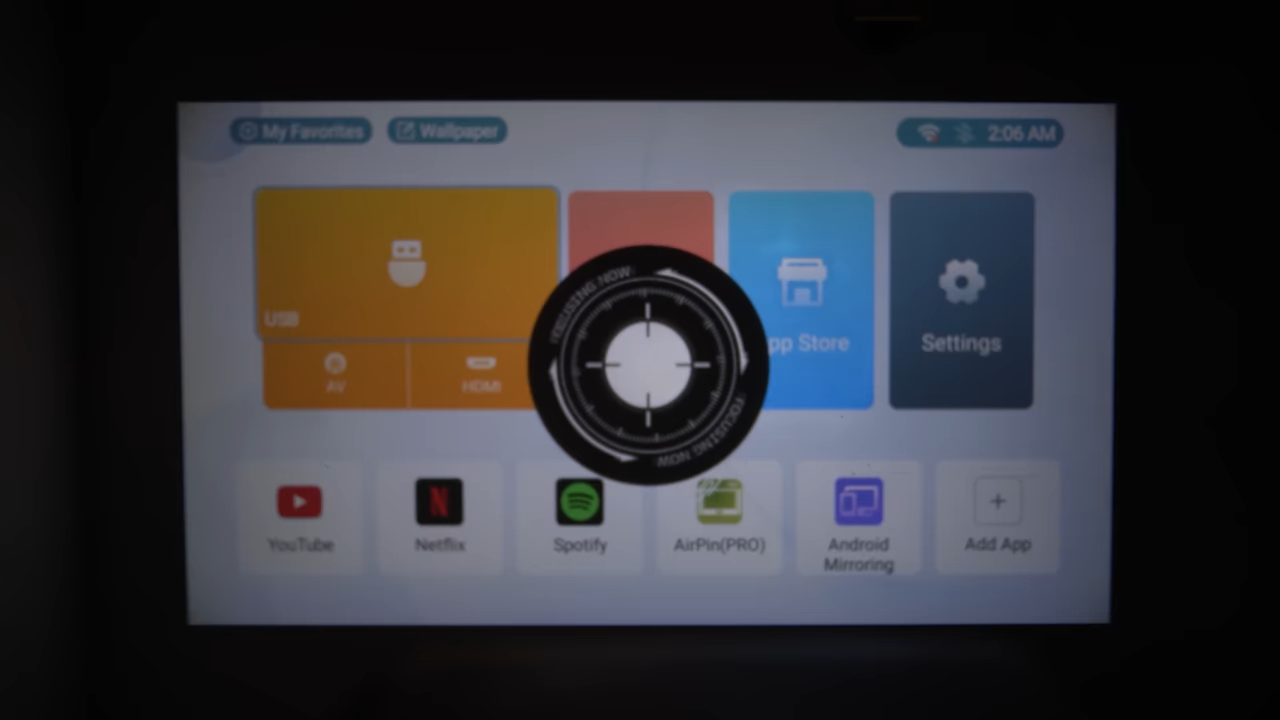 My Favorites
Wallpaper
2:06 AM
USB
AV
HDMI
pp Store
Settings
FOCUSING NOW
FOCUSING NOW
YouTube
N
Netflix
Spotify
AirPin(PRO)
Android
Mirroring
Add App